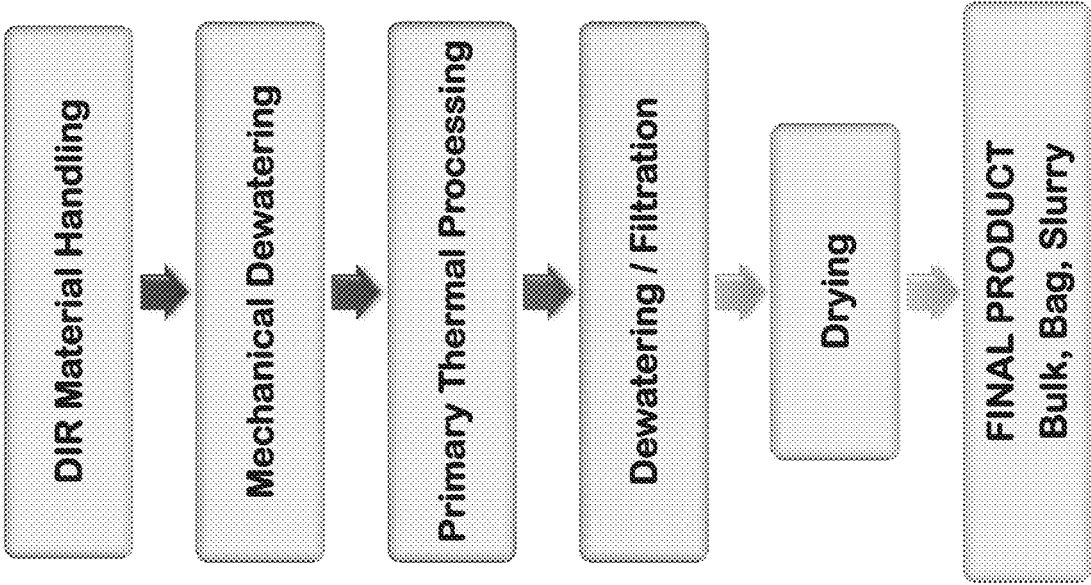 DIR Material Handling
Mechanical Dewatering
Primary Thermal Processing
Dewatering / Filtration
Drying
FINAL PRODUCT
Bulk, Bag, Slurry